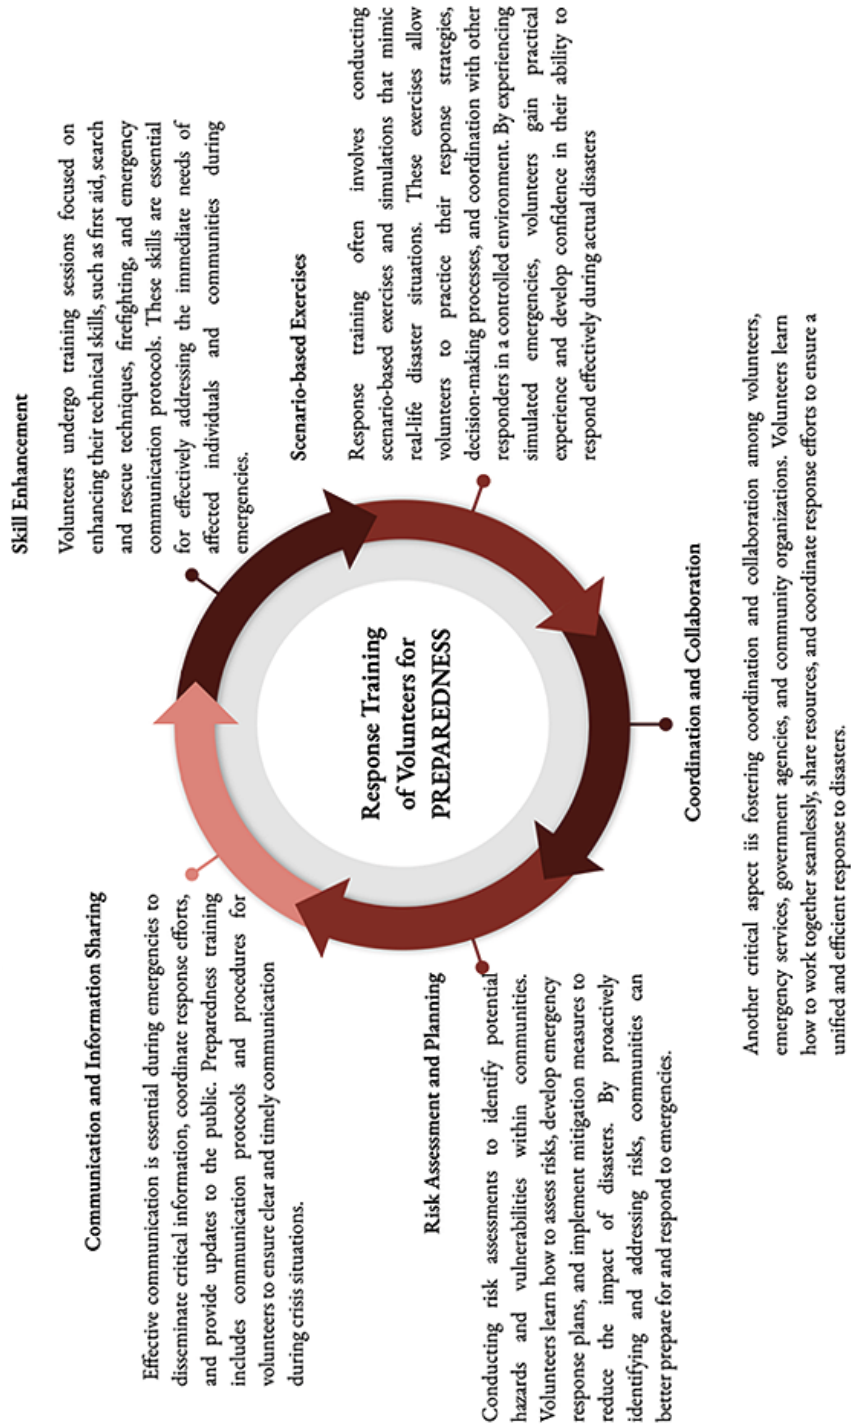 Communication and Information Sharing
Effective communication is essential during emergencies to
disseminate critical information, coordinate response efforts,
and provide updates to the public. Preparedness training
includes communication protocols and procedures for
volunteers to ensure clear and timely communication
during crisis situations.
Skill Enhancement
Volunteers undergo training sessions focused on
enhancing their technical skills, such as first aid, search
and rescue techniques, firefighting, and emergency
communication protocols. These skills are essential
for effectively addressing the immediate needs of
affected individuals and communities during
emergencies.
Response Training
of Volunteers for
PREPAREDNESS
Scenario-based Exercises
Response training often involves conducting
scenario-based exercises and simulations that mimic
real-life disaster situations. These exercises allow
volunteers to practice their response strategies,
decision-making processes, and coordination with other
responders in a controlled environment. By experiencing
simulated emergencies, volunteers gain practical
experience and develop confidence in their ability to
respond effectively during actual disasters
Risk Assessment and Planning
Conducting risk assessments to identify potential
hazards and vulnerabilities within communities.
Volunteers learn how to assess risks, develop emergency
response plans, and implement mitigation measures to
reduce the impact of disasters. By proactively
identifying and addressing risks, communities can
better prepare for and respond to emergencies.
Coordination and Collaboration
Another critical aspect iis fostering coordination and collaboration among volunteers,
emergency services, government agencies, and community organizations. Volunteers learn
how to work together seamlessly, share resources, and coordinate response efforts to ensure a
unified and efficient response to disasters.